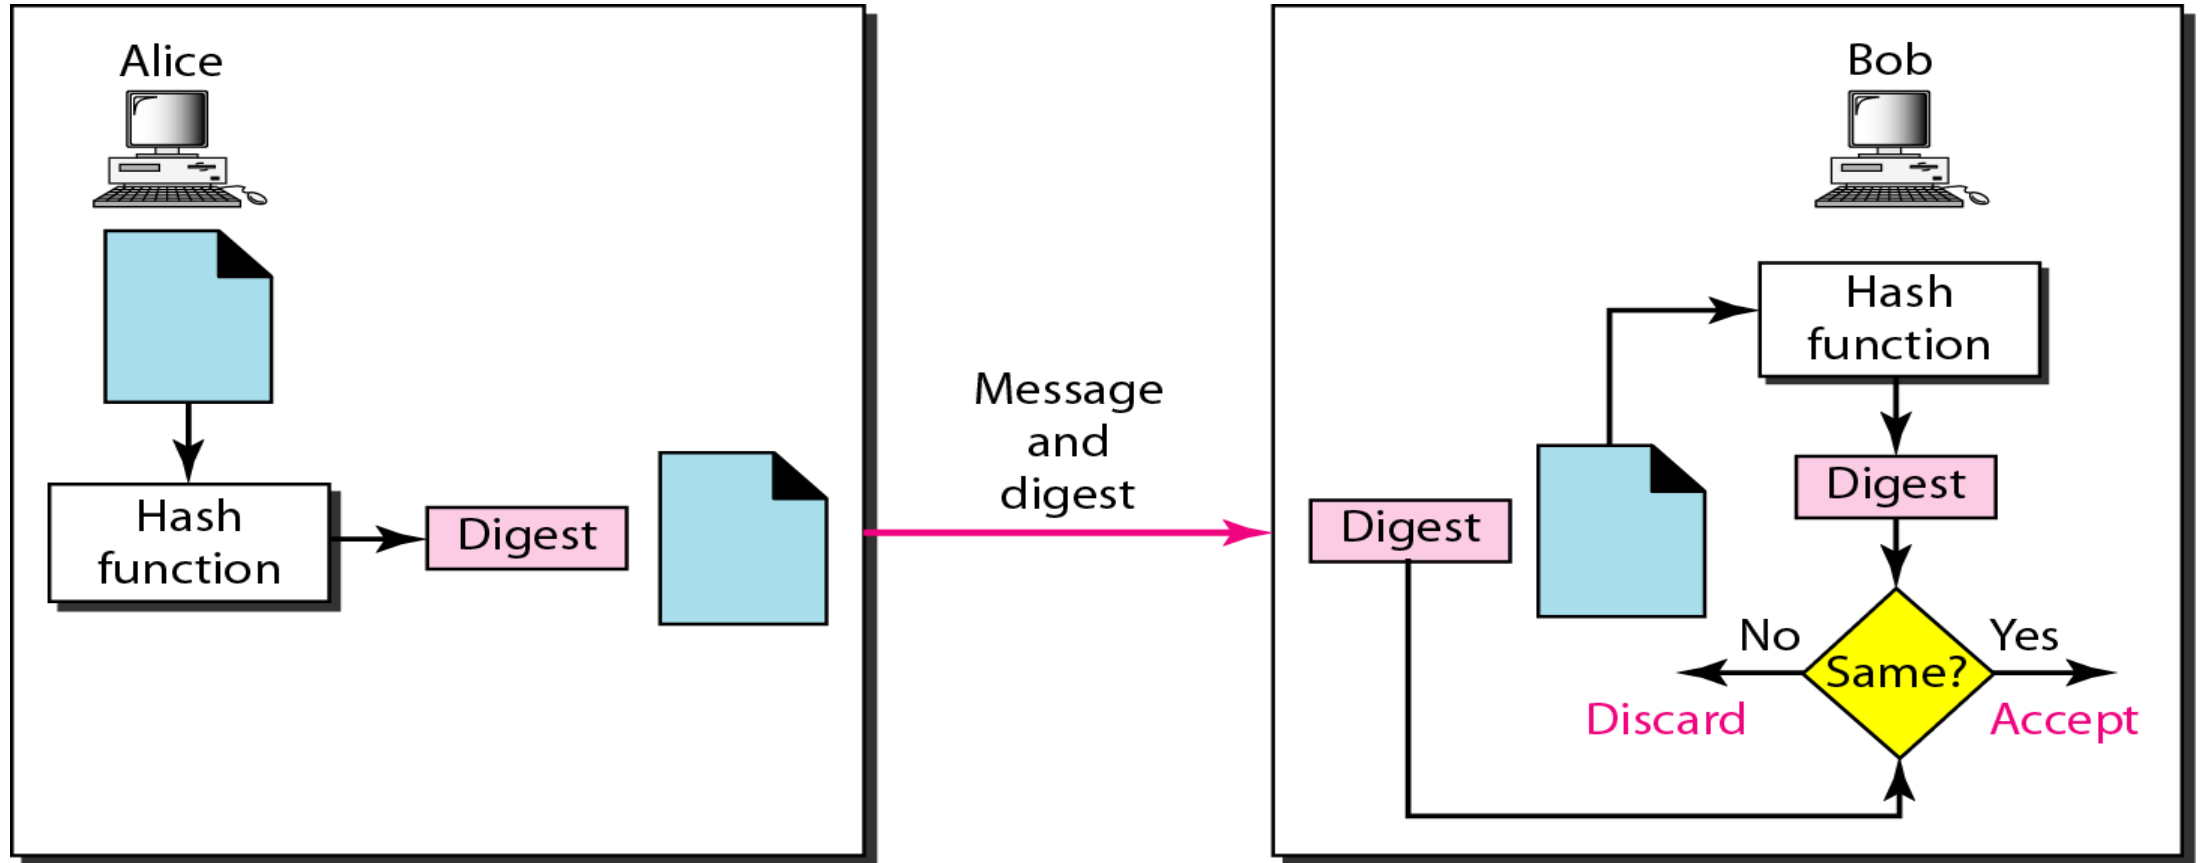 Alice
Hash
function
Digest
Message
and
digest
Bob
Hash
function
Digest
Digest
No
Yes
Same?
Discard
Accept